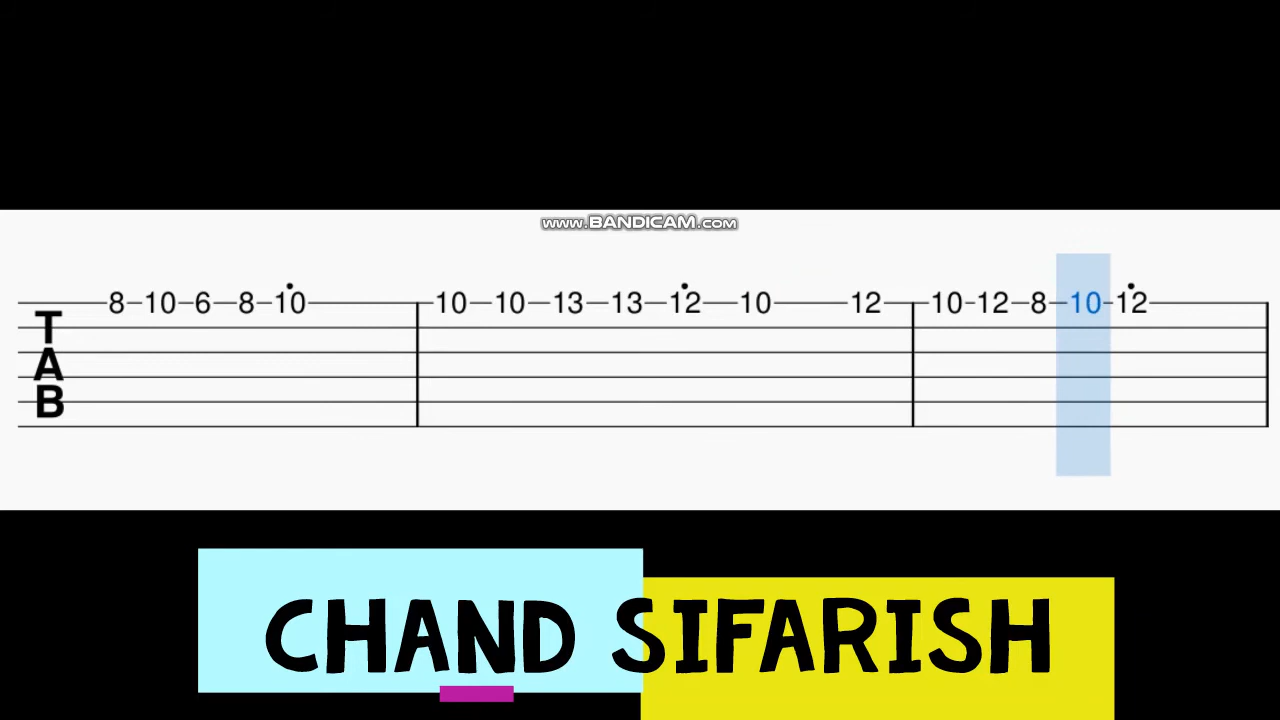 www.BANDICAM.com
8 10 6 8 10 10 10 13 13 12 10 12 10 12 8 10 12
T
A
B
CHAND SIFARISH